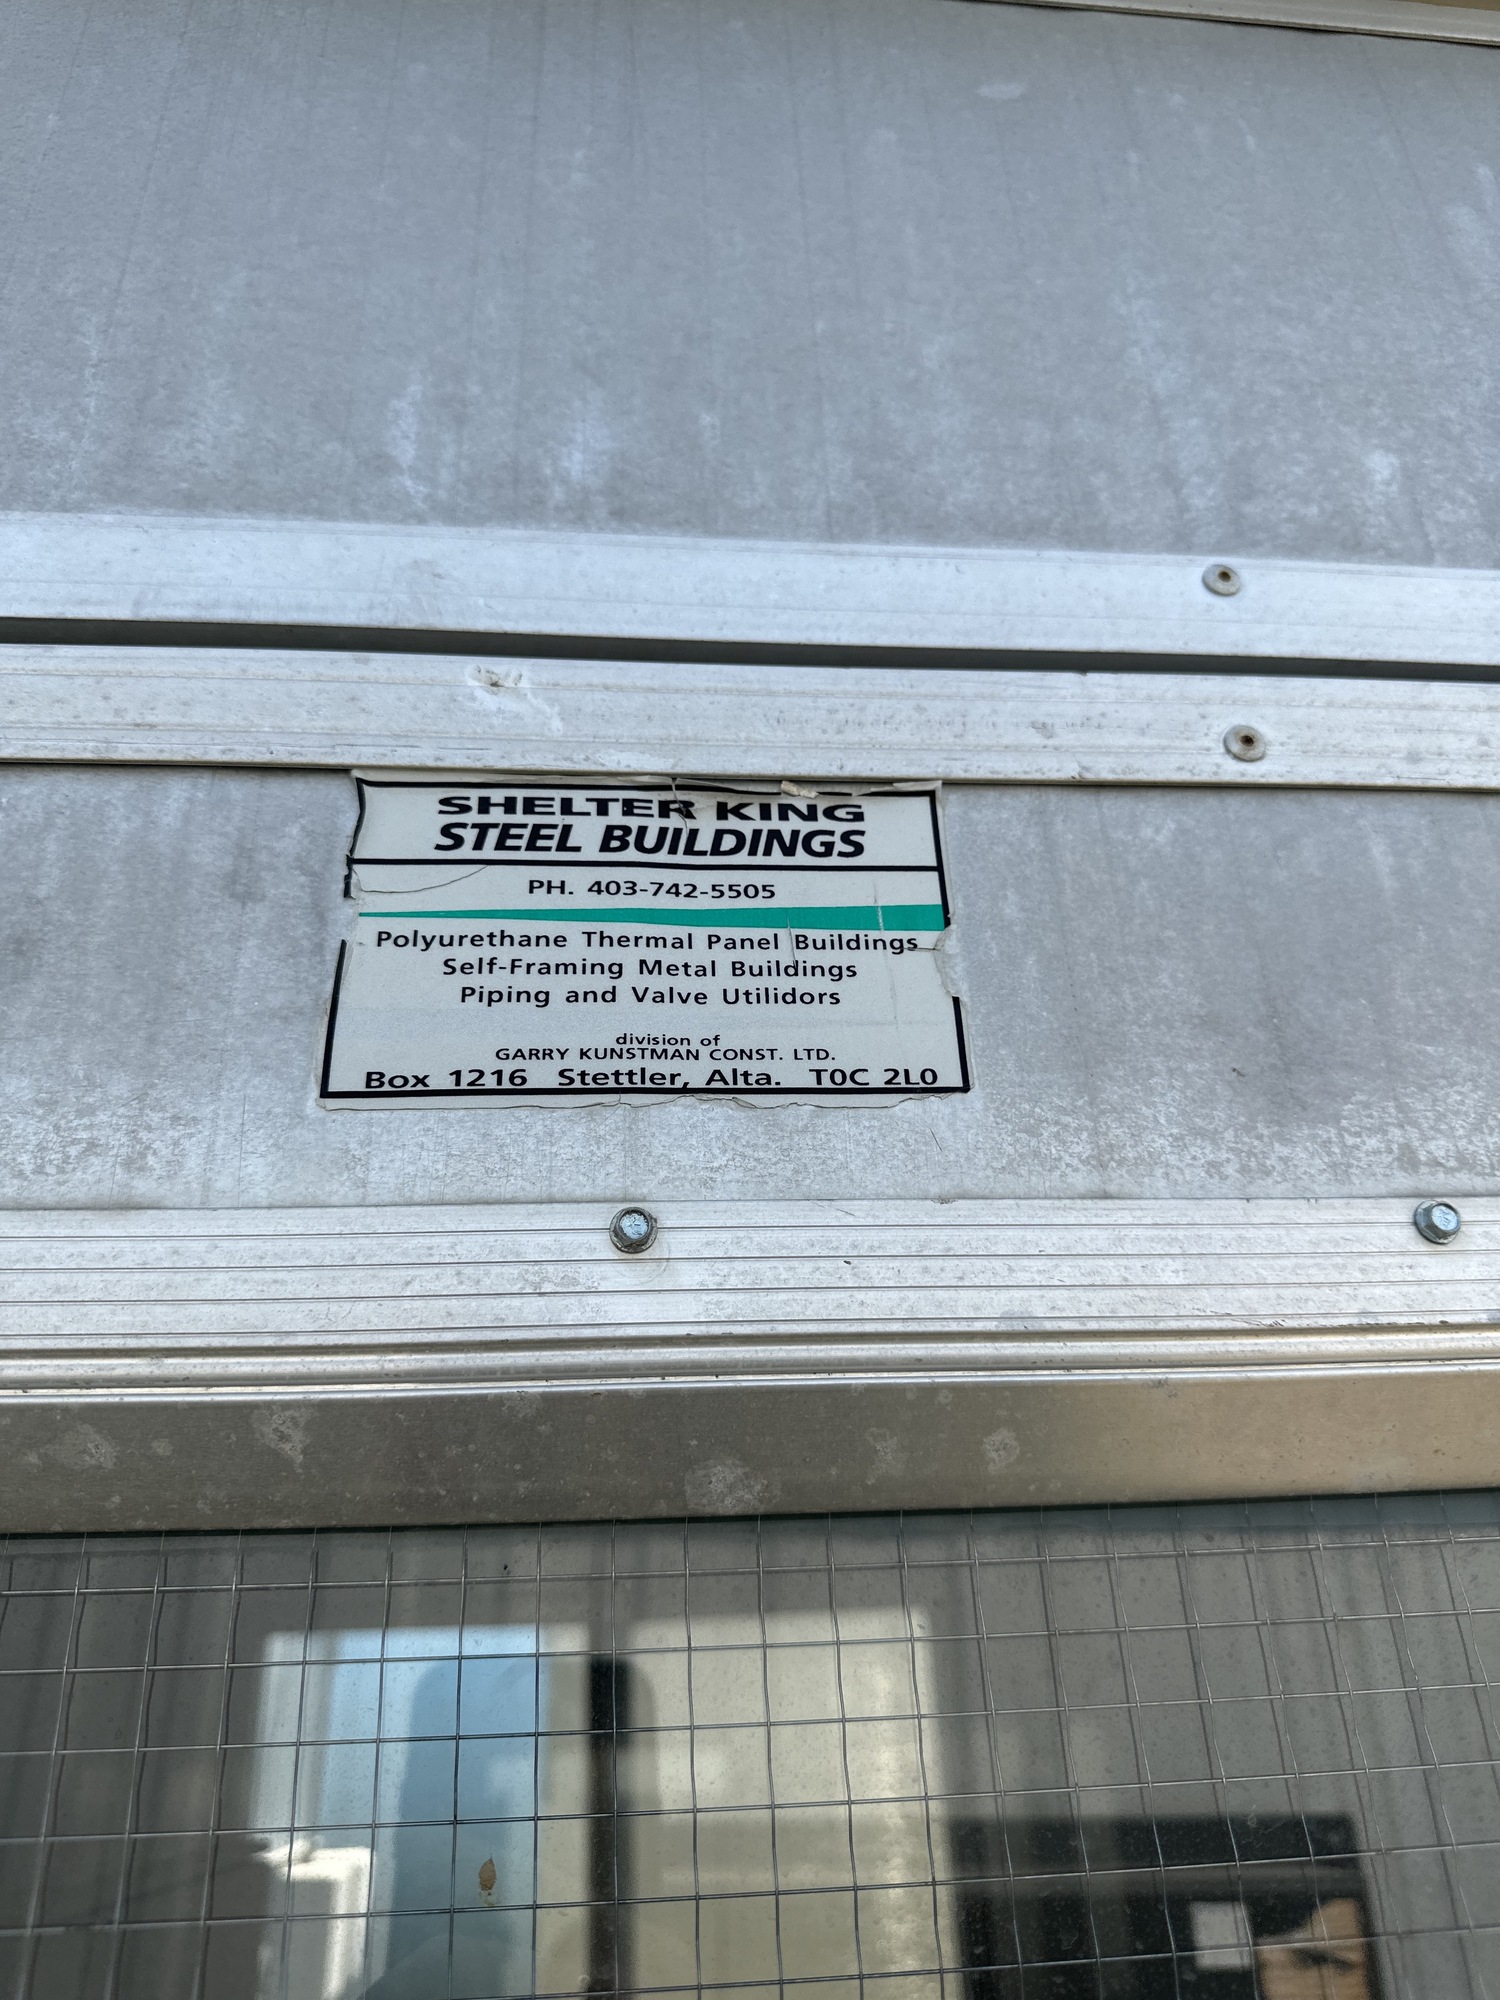 SHELTER KING
STEEL BUILDINGS
PH. 403-742-5505
Polyurethane Thermal Panel Buildings
Self-Framing Metal Buildings
Piping and Valve Utilidors
division of
GARRY KUNSTMAN CONST. LTD.
Box 1216 Stettler, Alta. T0C 2L0